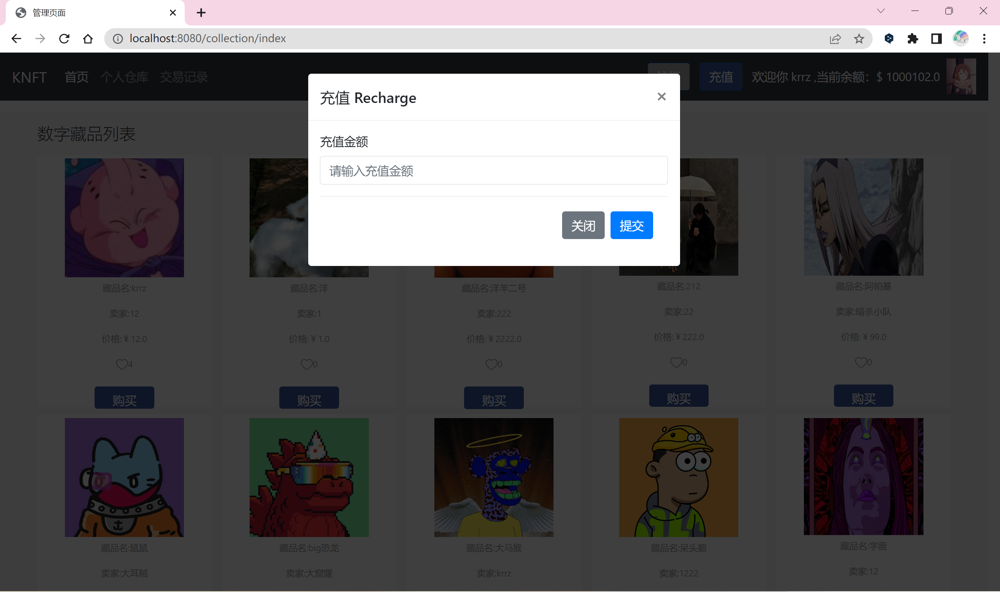 管理页面
localhost:8080/collection/index
KNFT 首页 个人仓库 交易记录 充值 欢迎你 krrz ,当前余额：$ 1000102.0
充值 Recharge
×
充值金额
请输入充值金额
关闭 提交
数字藏品列表
藏品名:krrz 藏品名:洋 藏品名:洋羊二号 藏品名:212 藏品名:阿帕基
卖家:12 卖家:1 卖家:222 卖家:22 卖家:暗杀小队
价格:￥12.0 价格:￥1.0 价格:￥2222.0 价格:￥222.0 价格:￥99.0
4 0 0 0 0
购买 购买 购买 购买 购买
藏品名:鼠鼠 藏品名:big恐龙 藏品名:大马猴 藏品名:呆头鹅 藏品名:字画
卖家:大耳贼 卖家:大窟窿 卖家:krrz 卖家:1222 卖家:12